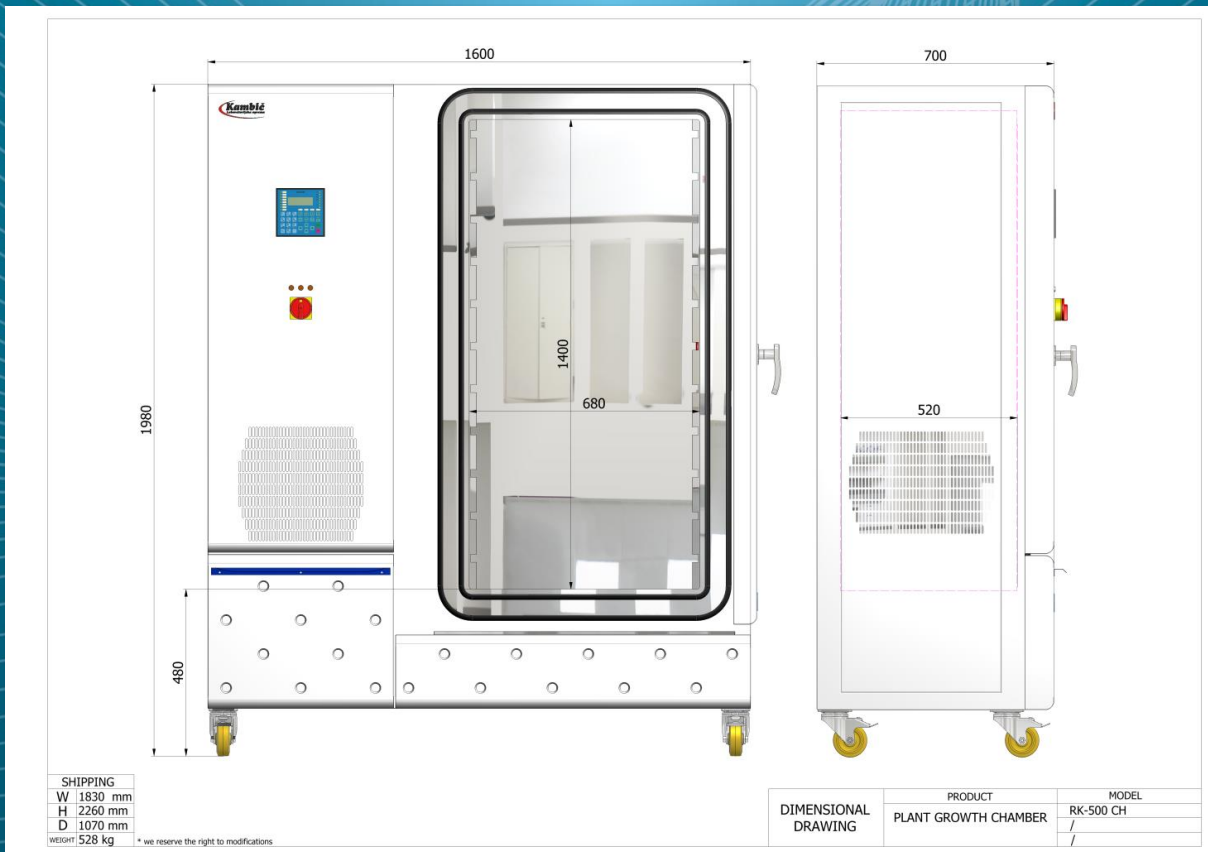 1600
700
Kambič
1980
1400
680
520
480
SHIPPING
W 1830 mm
H 2260 mm
D 1070 mm
WEIGHT 528 kg
* we reserve the right to modifications
DIMENSIONAL
DRAWING
PRODUCT
PLANT GROWTH CHAMBER
MODEL
RK-500 CH
/
/